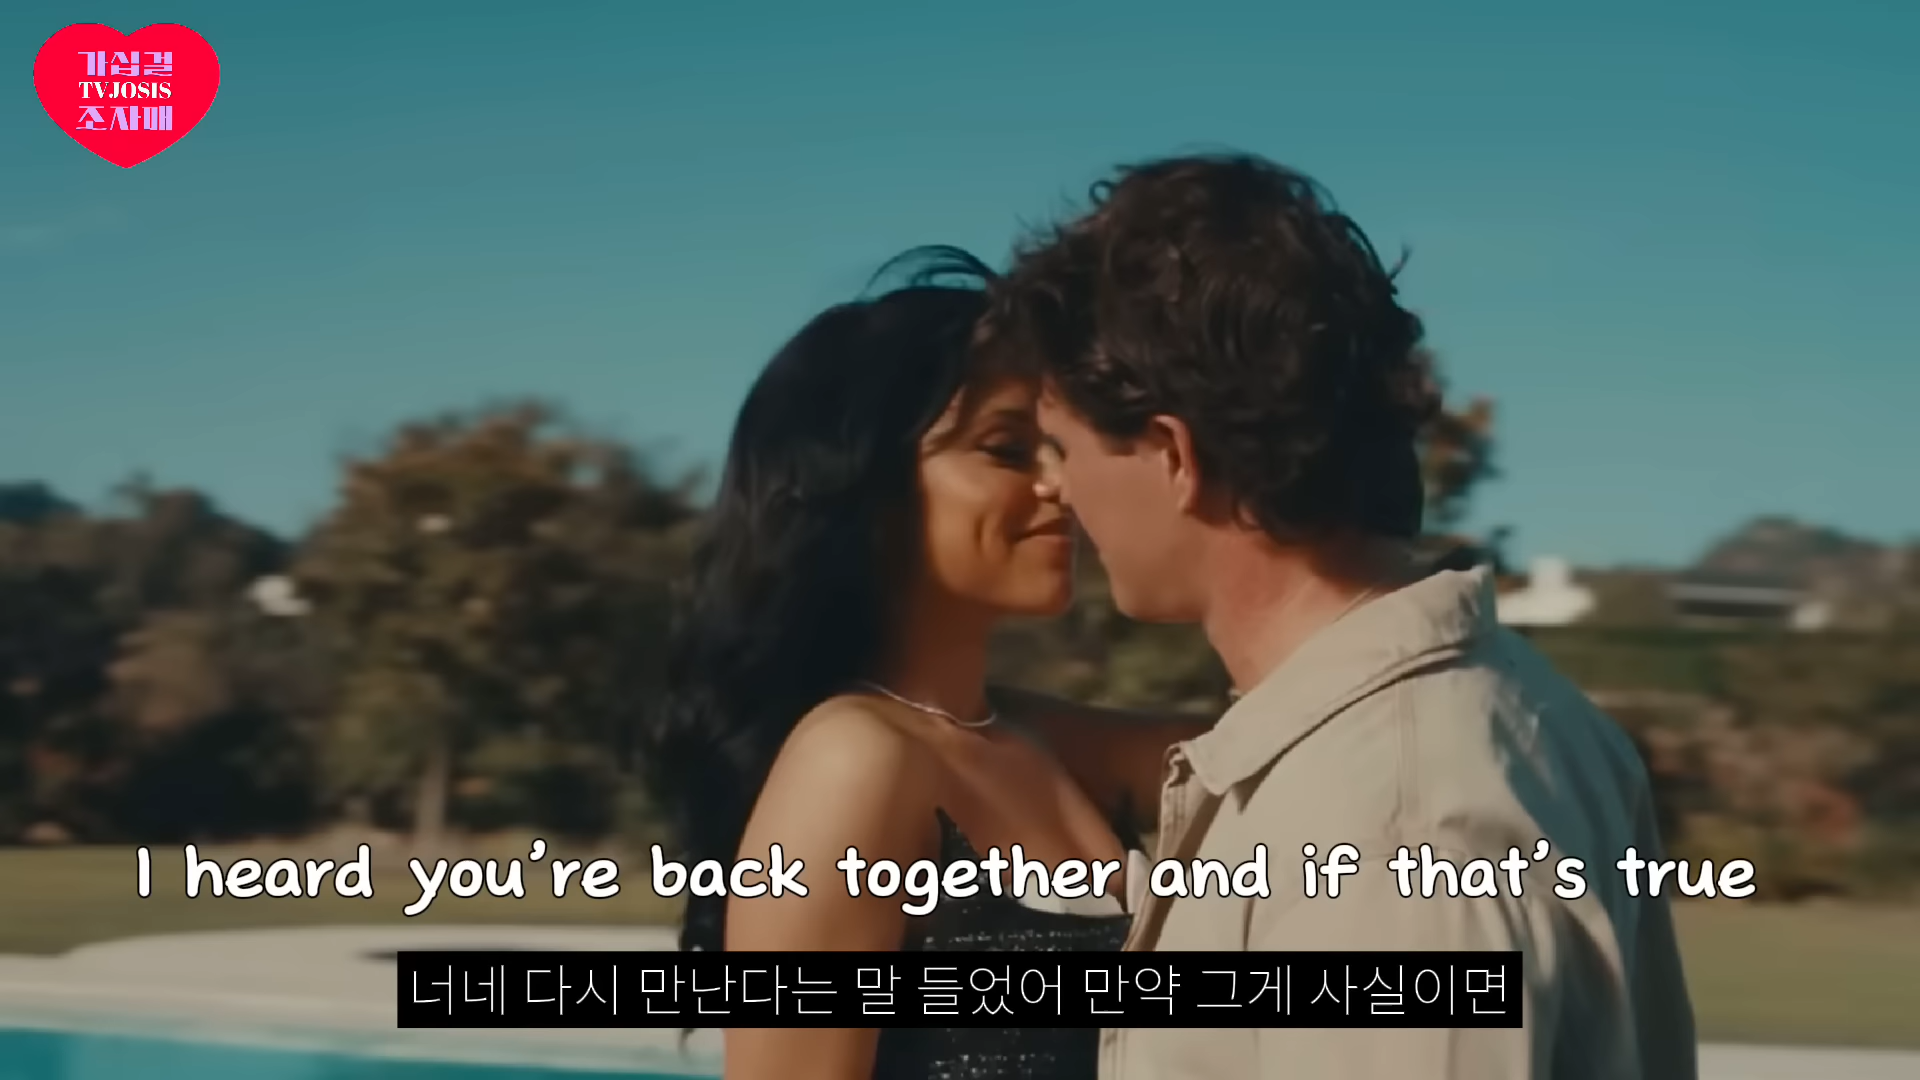 가십걸
TVJOSIS
조사매
I heard you're back together and if that's true
너네 다시 만난다는 말 들었어 만약 그게 사실이면